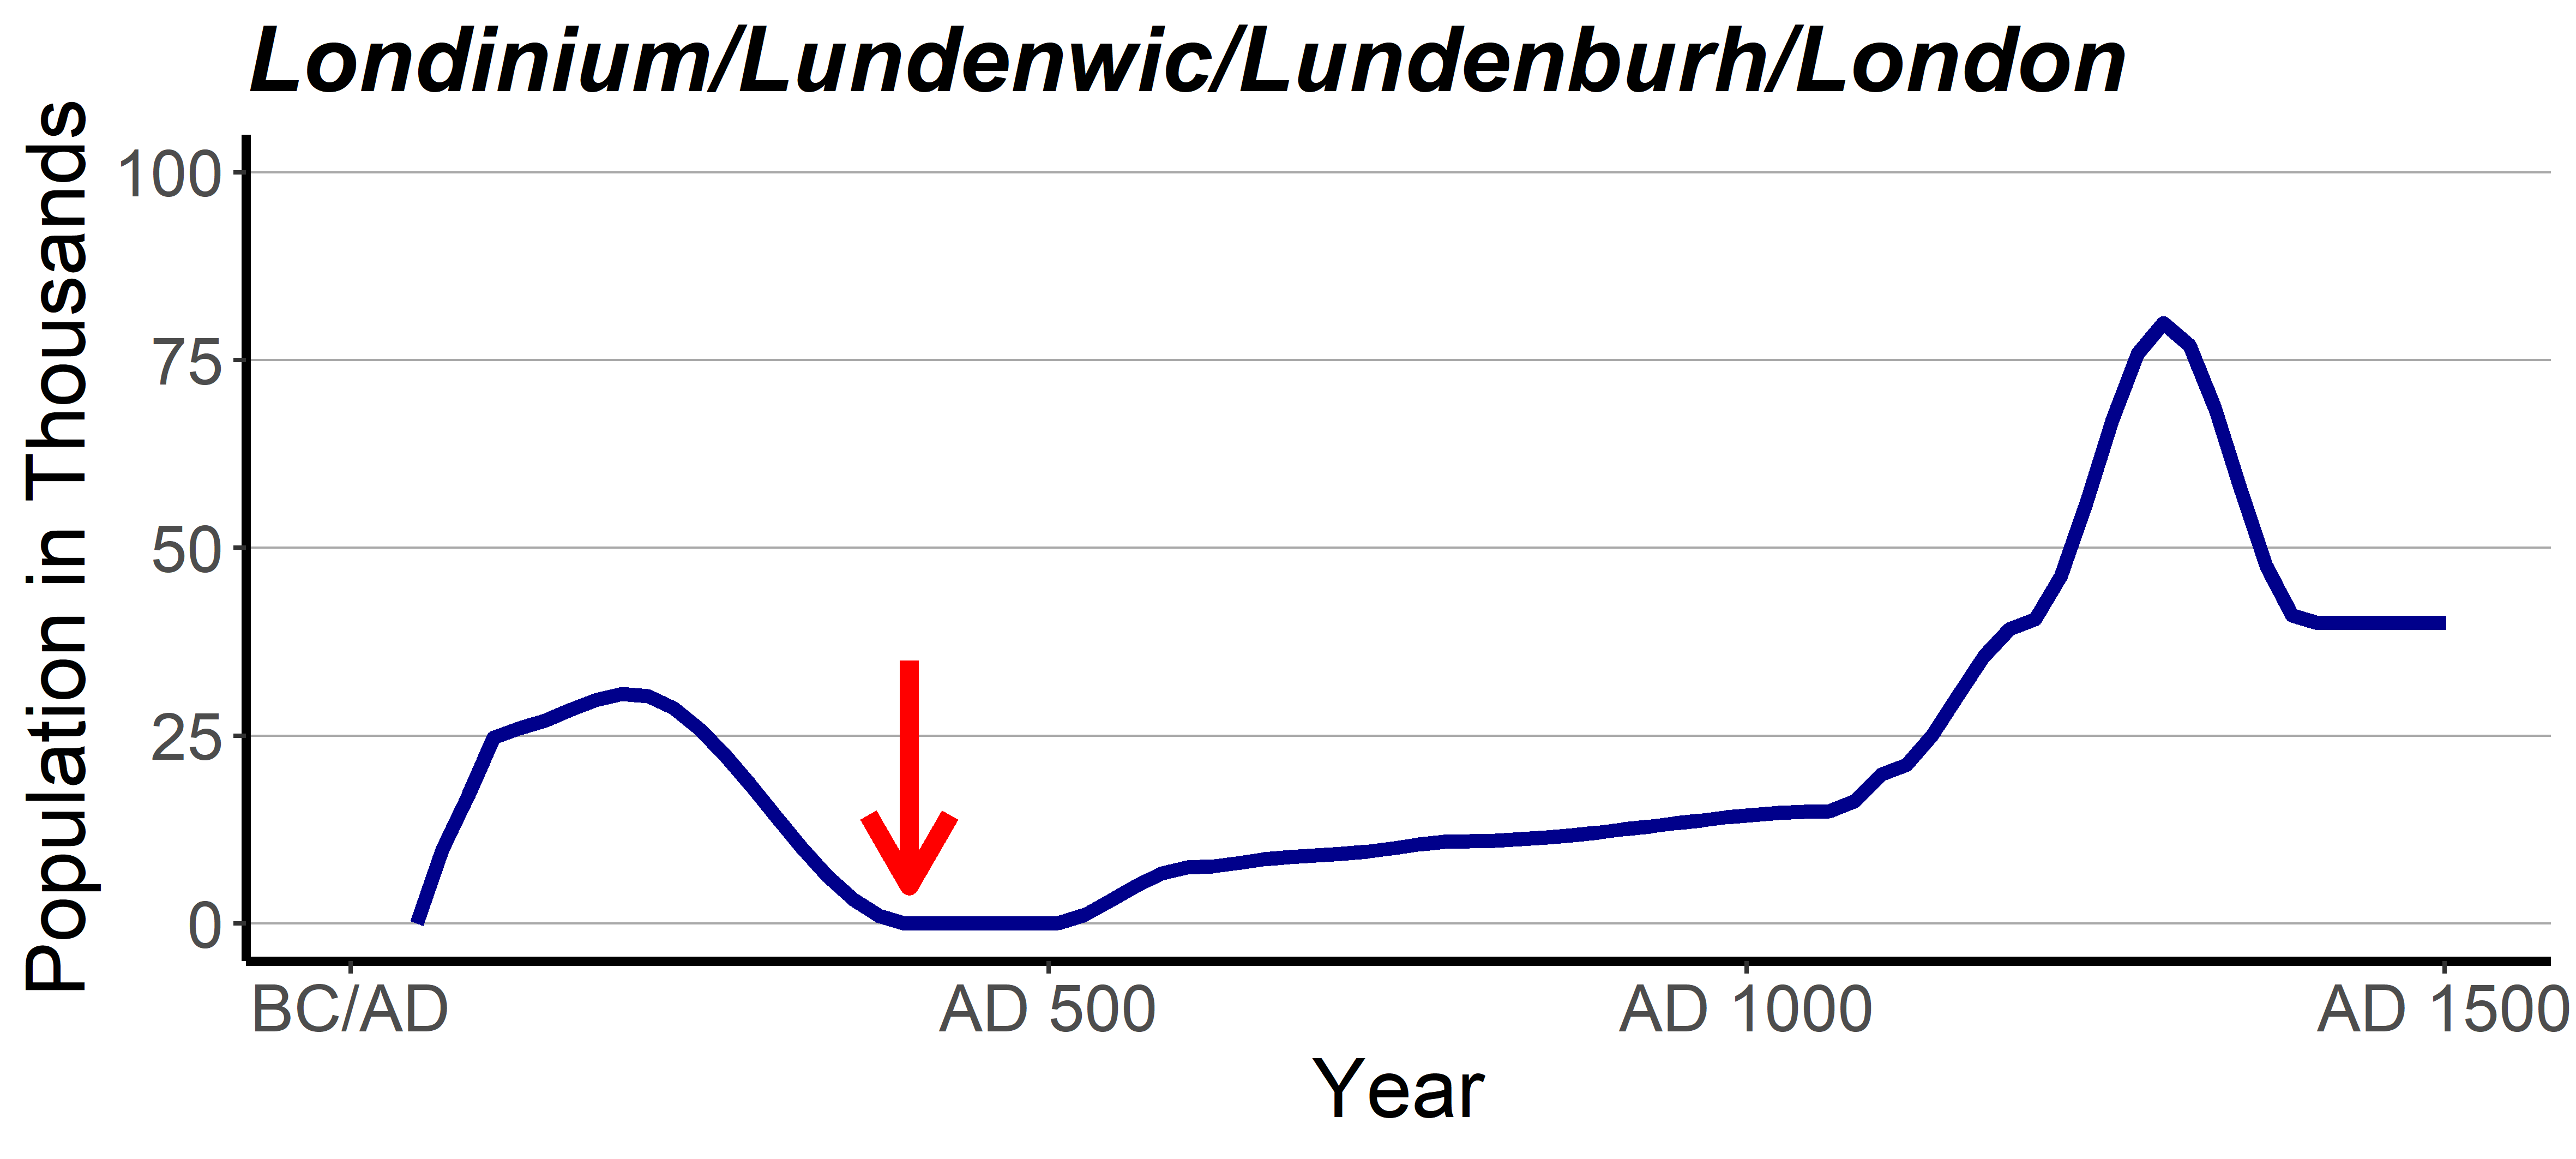 Londinium/Lundenwic/Lundenburh/London
Population in Thousands
100
75
50
25
0
BC/AD AD 500 AD 1000 AD 1500
Year